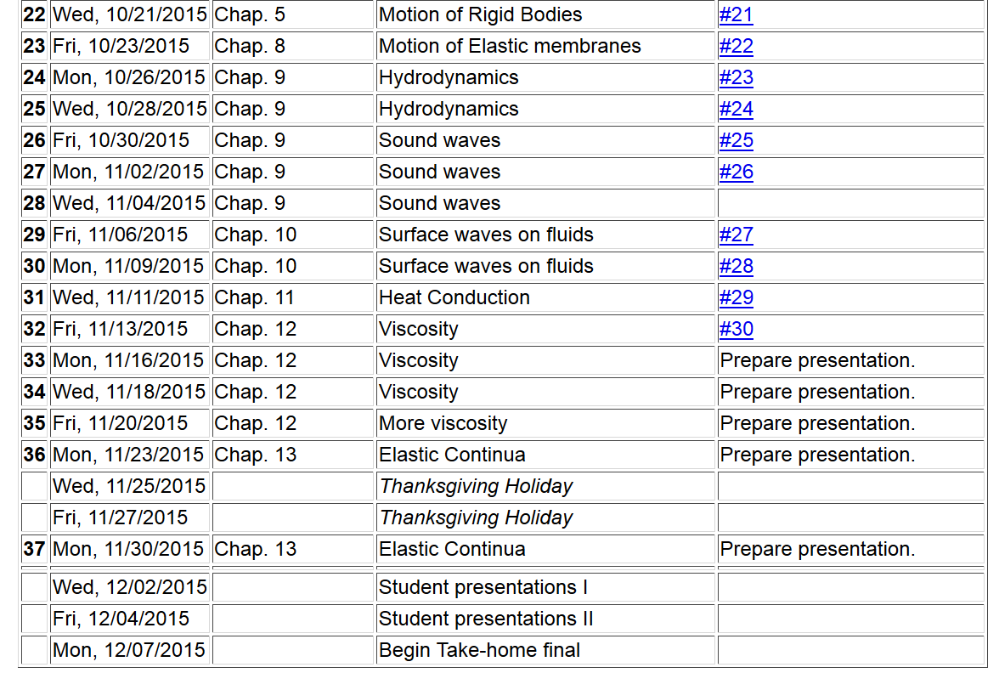 22 Wed, 10/21/2015 Chap. 5 Motion of Rigid Bodies #21
23 Fri, 10/23/2015 Chap. 8 Motion of Elastic membranes #22
24 Mon, 10/26/2015 Chap. 9 Hydrodynamics #23
25 Wed, 10/28/2015 Chap. 9 Hydrodynamics #24
26 Fri, 10/30/2015 Chap. 9 Sound waves #25
27 Mon, 11/02/2015 Chap. 9 Sound waves #26
28 Wed, 11/04/2015 Chap. 9 Sound waves
29 Fri, 11/06/2015 Chap. 10 Surface waves on fluids #27
30 Mon, 11/09/2015 Chap. 10 Surface waves on fluids #28
31 Wed, 11/11/2015 Chap. 11 Heat Conduction #29
32 Fri, 11/13/2015 Chap. 12 Viscosity #30
33 Mon, 11/16/2015 Chap. 12 Viscosity Prepare presentation.
34 Wed, 11/18/2015 Chap. 12 Viscosity Prepare presentation.
35 Fri, 11/20/2015 Chap. 12 More viscosity Prepare presentation.
36 Mon, 11/23/2015 Chap. 13 Elastic Continua Prepare presentation.
Wed, 11/25/2015 Thanksgiving Holiday
Fri, 11/27/2015 Thanksgiving Holiday
37 Mon, 11/30/2015 Chap. 13 Elastic Continua Prepare presentation.
Wed, 12/02/2015 Student presentations I
Fri, 12/04/2015 Student presentations II
Mon, 12/07/2015 Begin Take-home final